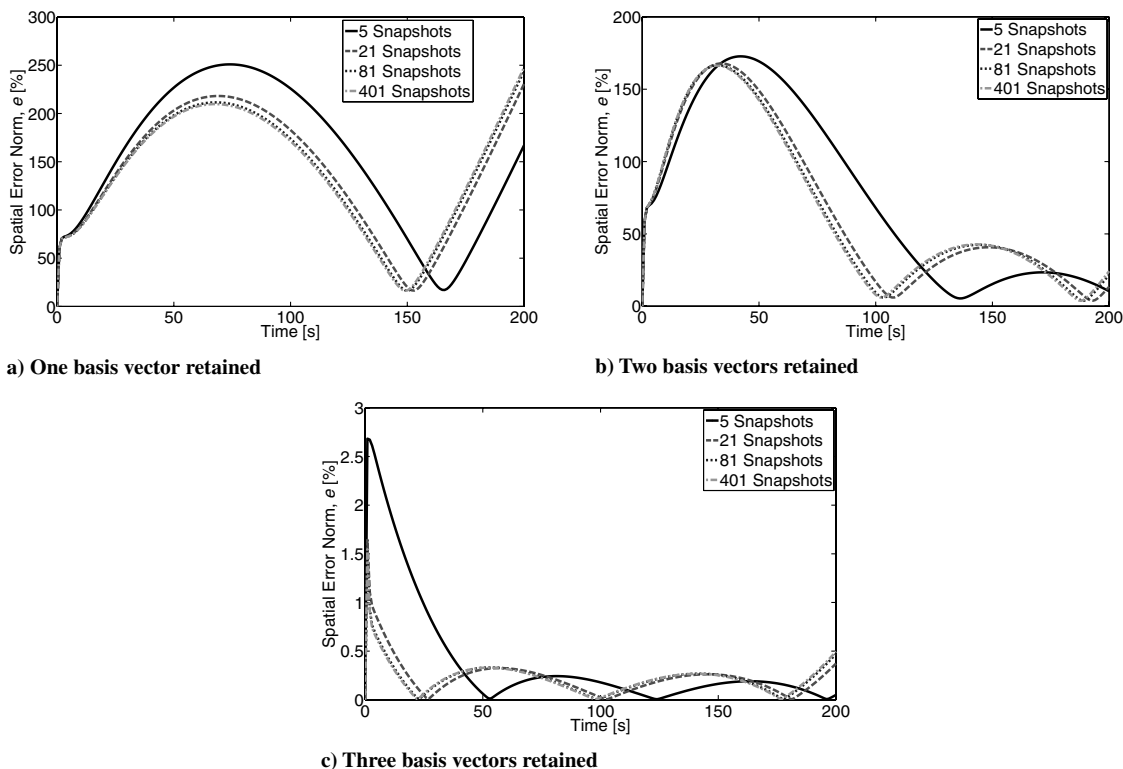 300
250
200
150
100
50
0
0 50 100 150 200
Spatial Error Norm, e [%]
Time [s]
5 Snapshots
21 Snapshots
81 Snapshots
401 Snapshots
a) One basis vector retained
200
150
100
50
0
0 50 100 150 200
Spatial Error Norm, e [%]
Time [s]
5 Snapshots
21 Snapshots
81 Snapshots
401 Snapshots
b) Two basis vectors retained
3
2.5
2
1.5
1
0.5
0
0 50 100 150 200
Spatial Error Norm, e [%]
Time [s]
5 Snapshots
21 Snapshots
81 Snapshots
401 Snapshots
c) Three basis vectors retained